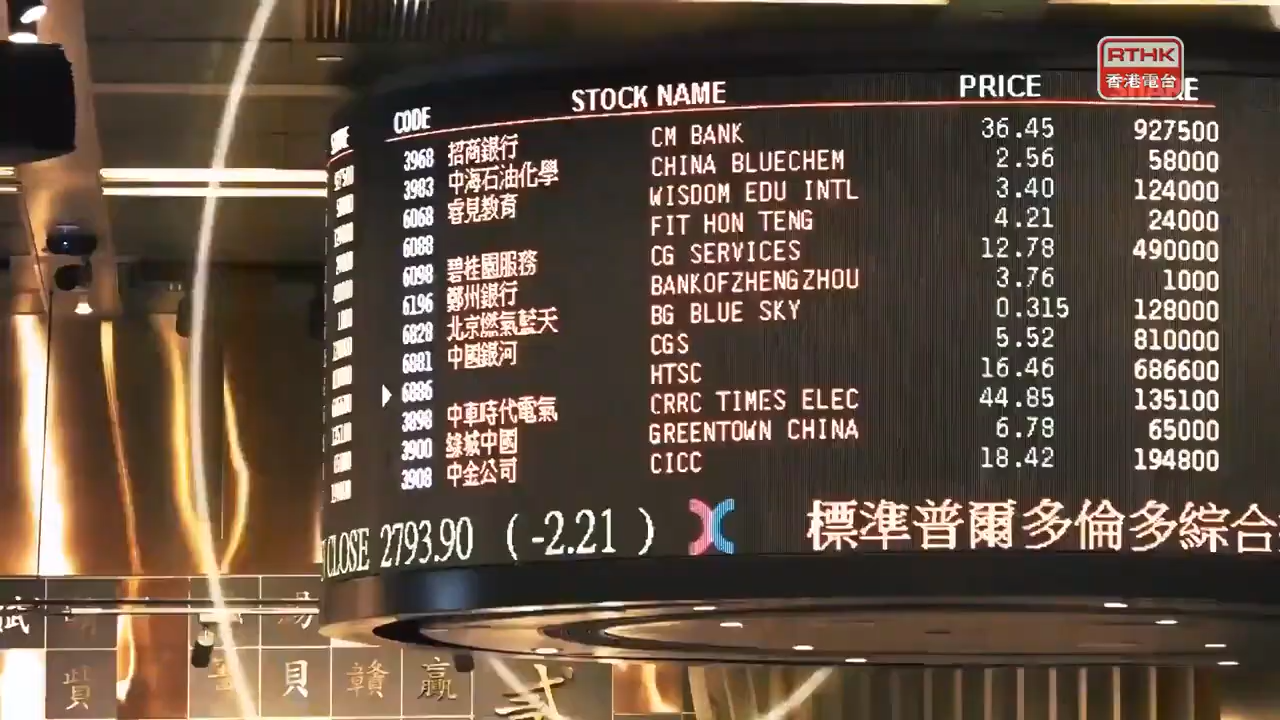 RTHK
香港電台
CODE STOCK NAME PRICE
3968 招商銀行 CM BANK 36.45 927500
3983 中海石油化學 CHINA BLUECHEM 2.56 58000
6068 睿見教育 WISDOM EDU INTL 3.40 124000
6088 FIT HON TENG 4.21 24000
6098 碧桂園服務 CG SERVICES 12.78 490000
6196 鄭州銀行 BANKOFZHENGZHOU 3.76 1000
6828 北京燃氣藍天 BG BLUE SKY 0.315 128000
6881 中國銀河 CGS 5.52 810000
6886 HTSC 16.46 686600
3898 中車時代電氣 CRRC TIMES ELEC 44.85 135100
3900 綠城中國 GREENTOWN CHINA 6.78 65000
3908 中金公司 CICC 18.42 194800
CLOSE 2793.90 ( -2.21 ) 標準普爾多倫多綜合
貝 贛 贏